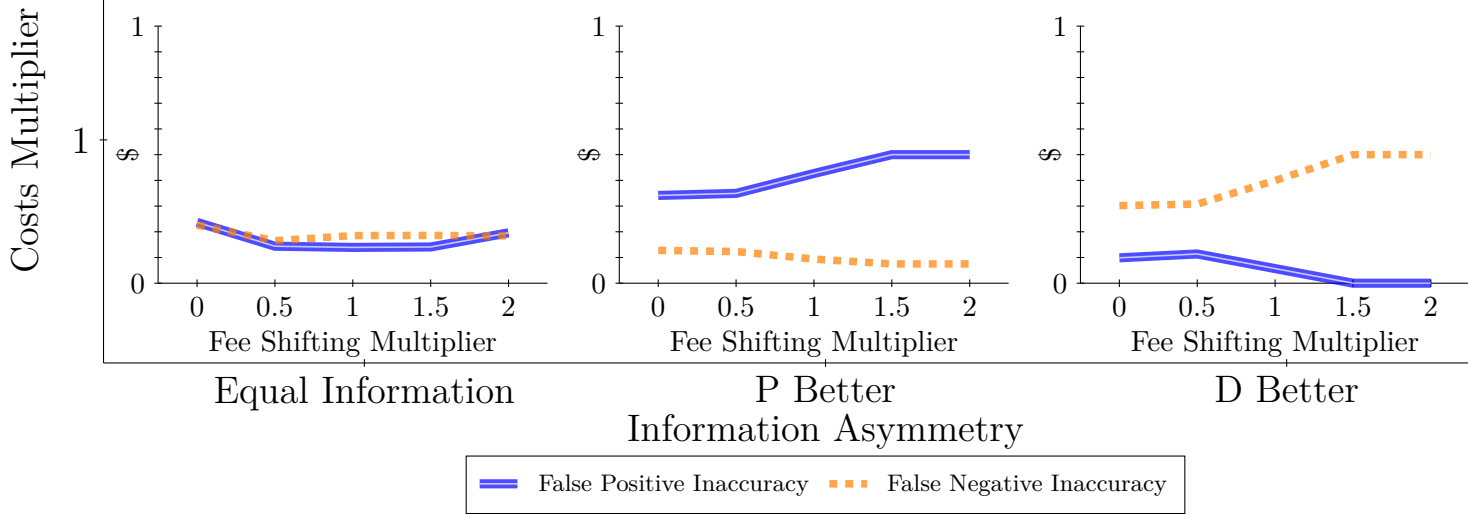 Costs Multiplier
1
1
$
0
0 0.5 1 1.5 2
Fee Shifting Multiplier
1
$
0
0 0.5 1 1.5 2
Fee Shifting Multiplier
1
$
0
0 0.5 1 1.5 2
Fee Shifting Multiplier
Equal Information
P Better
D Better
Information Asymmetry
False Positive Inaccuracy
False Negative Inaccuracy